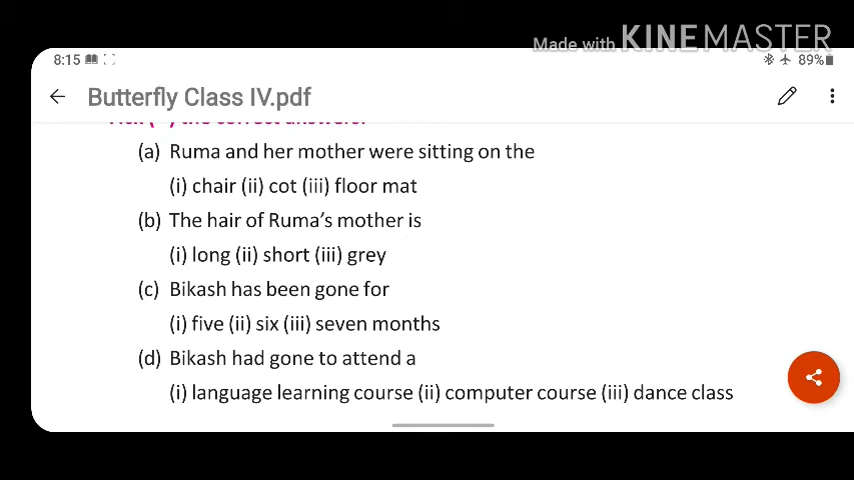 Made with KINEMASTER
8:15 89%
Butterfly Class IV.pdf
the correct answers:
(a) Ruma and her mother were sitting on the
(i) chair (ii) cot (iii) floor mat
(b) The hair of Ruma's mother is
(i) long (ii) short (iii) grey
(c) Bikash has been gone for
(i) five (ii) six (iii) seven months
(d) Bikash had gone to attend a
(i) language learning course (ii) computer course (iii) dance class